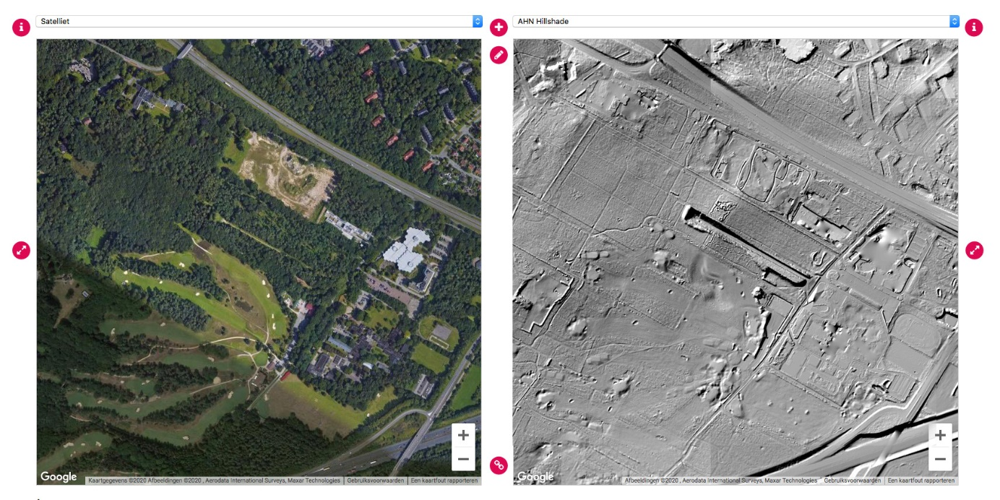 Satelliet
AHN Hillshade
Google
Kaartgegevens ©2020 Afbeeldingen ©2020 , Aerodata International Surveys, Maxar Technologies
Gebruiksvoorwaarden
Een kaartfout rapporteren
Google
Afbeeldingen ©2020 , Aerodata International Surveys, Maxar Technologies
Gebruiksvoorwaarden
Een kaartfout rapporteren